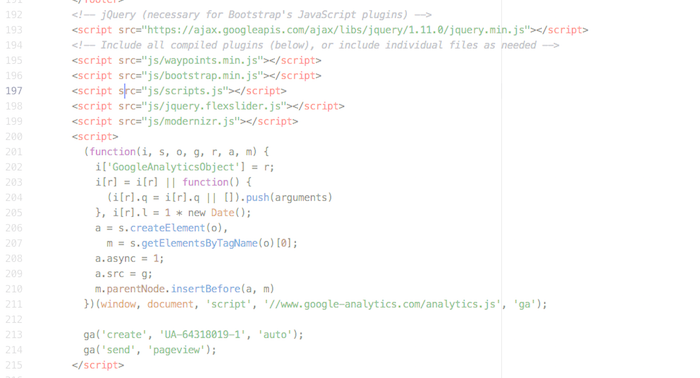 191 </footer>
192 <!-- jQuery (necessary for Bootstrap's JavaScript plugins) -->
193 <script src="https://ajax.googleapis.com/ajax/libs/jquery/1.11.0/jquery.min.js"></script>
194 <!-- Include all compiled plugins (below), or include individual files as needed -->
195 <script src="js/waypoints.min.js"></script>
196 <script src="js/bootstrap.min.js"></script>
197 <script src="js/scripts.js"></script>
198 <script src="js/jquery.flexslider.js"></script>
199 <script src="js/modernizr.js"></script>
200 <script>
201 (function(i, s, o, g, r, a, m) {
202 i['GoogleAnalyticsObject'] = r;
203 i[r] = i[r] || function() {
204 (i[r].q = i[r].q || []).push(arguments)
205 }, i[r].l = 1 * new Date();
206 a = s.createElement(o),
207 m = s.getElementsByTagName(o)[0];
208 a.async = 1;
209 a.src = g;
210 m.parentNode.insertBefore(a, m)
211 })(window, document, 'script', '//www.google-analytics.com/analytics.js', 'ga');
212
213 ga('create', 'UA-64318019-1', 'auto');
214 ga('send', 'pageview');
215 </script>